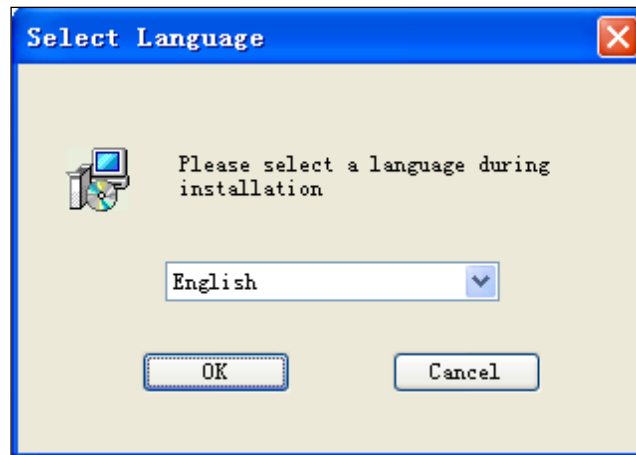 Select Language
Please select a language during
installation
English
OK
Cancel